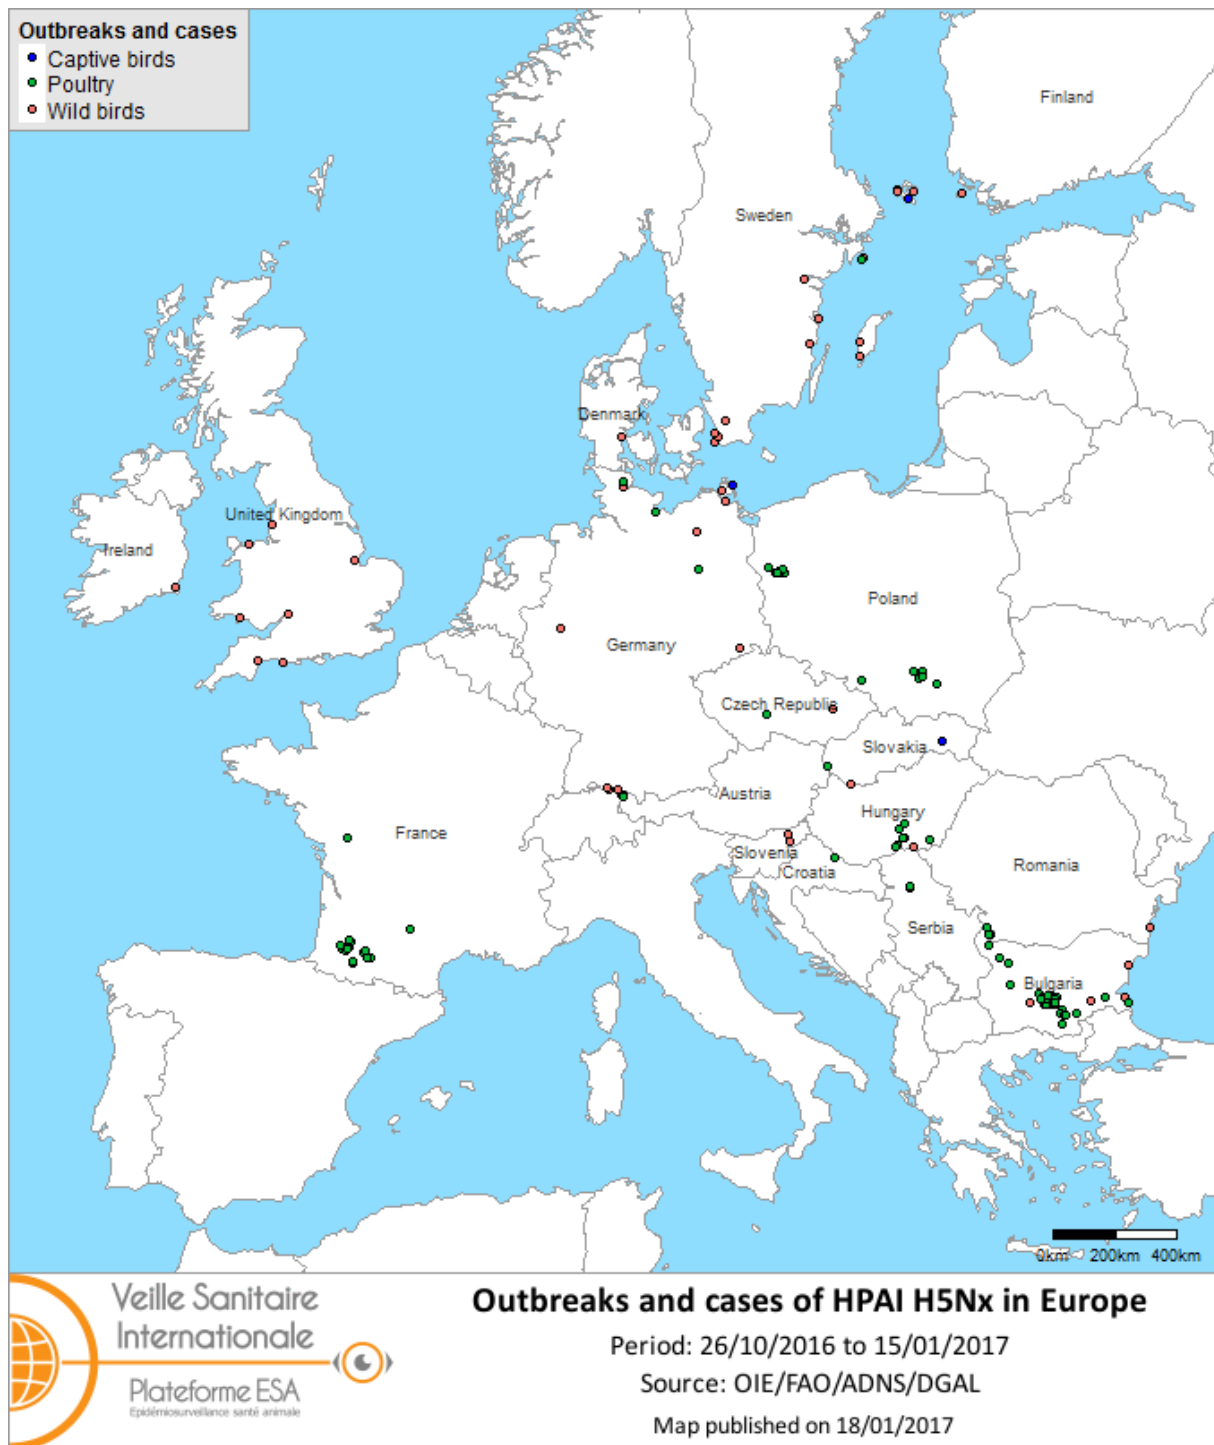 Outbreaks and cases
Captive birds
Poultry
Wild birds
Finland
Sweden
Denmark
United Kingdom
Ireland
Poland
Germany
Czech Republic
Slovakia
Austria
Hungary
France
Slovenia
Croatia
Romania
Serbia
Bulgaria
0km 200km 400km
Veille Sanitaire
Internationale
Plateforme ESA
Epidémiosurveillance santé animale
Outbreaks and cases of HPAI H5Nx in Europe
Period: 26/10/2016 to 15/01/2017
Source: OIE/FAO/ADNS/DGAL
Map published on 18/01/2017